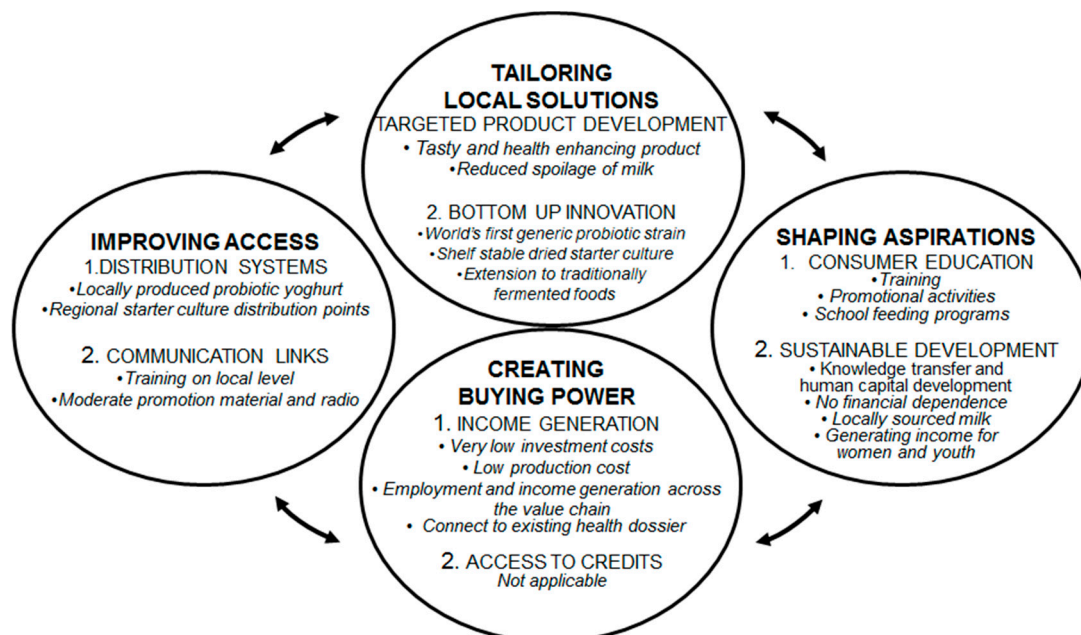 TAILORING
LOCAL SOLUTIONS
TARGETED PRODUCT DEVELOPMENT
• Tasty and health enhancing product
•Reduced spoilage of milk
2. BOTTOM UP INNOVATION
•World's first generic probiotic strain
•Shelf stable dried starter culture
•Extension to traditionally
fermented foods
IMPROVING ACCESS
1.DISTRIBUTION SYSTEMS
•Locally produced probiotic yoghurt
•Regional starter culture distribution points
2. COMMUNICATION LINKS
•Training on local level
•Moderate promotion material and radio
SHAPING ASPIRATIONS
1. CONSUMER EDUCATION
•Training
•Promotional activities
•School feeding programs
2. SUSTAINABLE DEVELOPMENT
• Knowledge transfer and
human capital development
•No financial dependence
•Locally sourced milk
•Generating income for
women and youth
CREATING
BUYING POWER
1. INCOME GENERATION
• Very low investment costs
• Low production cost
• Employment and income generation across
the value chain
• Connect to existing health dossier
2. ACCESS TO CREDITS
Not applicable